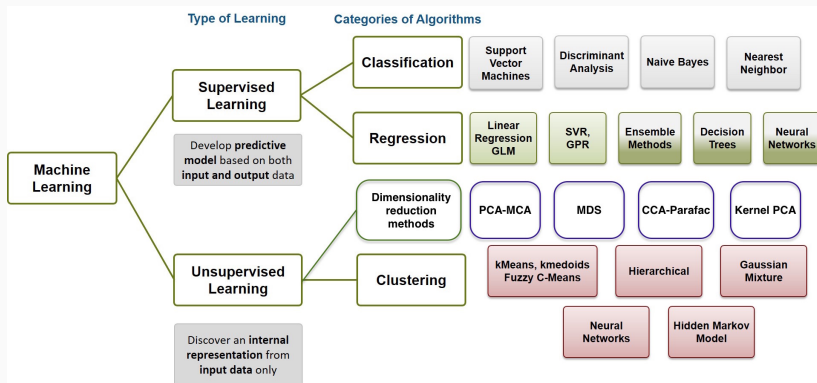 Type of Learning
Categories of Algorithms
Machine
Learning
Supervised
Learning
Develop predictive
model based on both
input and output data
Classification
Support
Vector
Machines
Discriminant
Analysis
Naive Bayes
Nearest
Neighbor
Regression
Linear
Regression
GLM
SVR,
GPR
Ensemble
Methods
Decision
Trees
Neural
Networks
Unsupervised
Learning
Discover an internal
representation from
input data only
Dimensionality
reduction
methods
PCA-MCA
MDS
CCA-Parafac
Kernel PCA
Clustering
kMeans, kmedoids
Fuzzy C-Means
Hierarchical
Gaussian
Mixture
Neural
Networks
Hidden Markov
Model